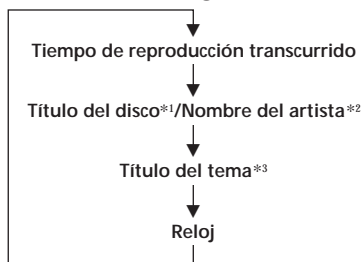 Tiempo de reproducción transcurrido
Título del disco*1/Nombre del artista*2
Título del tema*3
Reloj